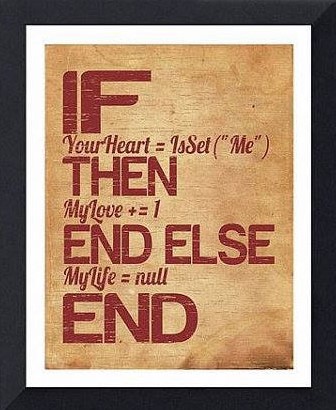 IF
YourHeart = IsSet("Me")
THEN
MyLove += 1
END ELSE
MyLife = null
END